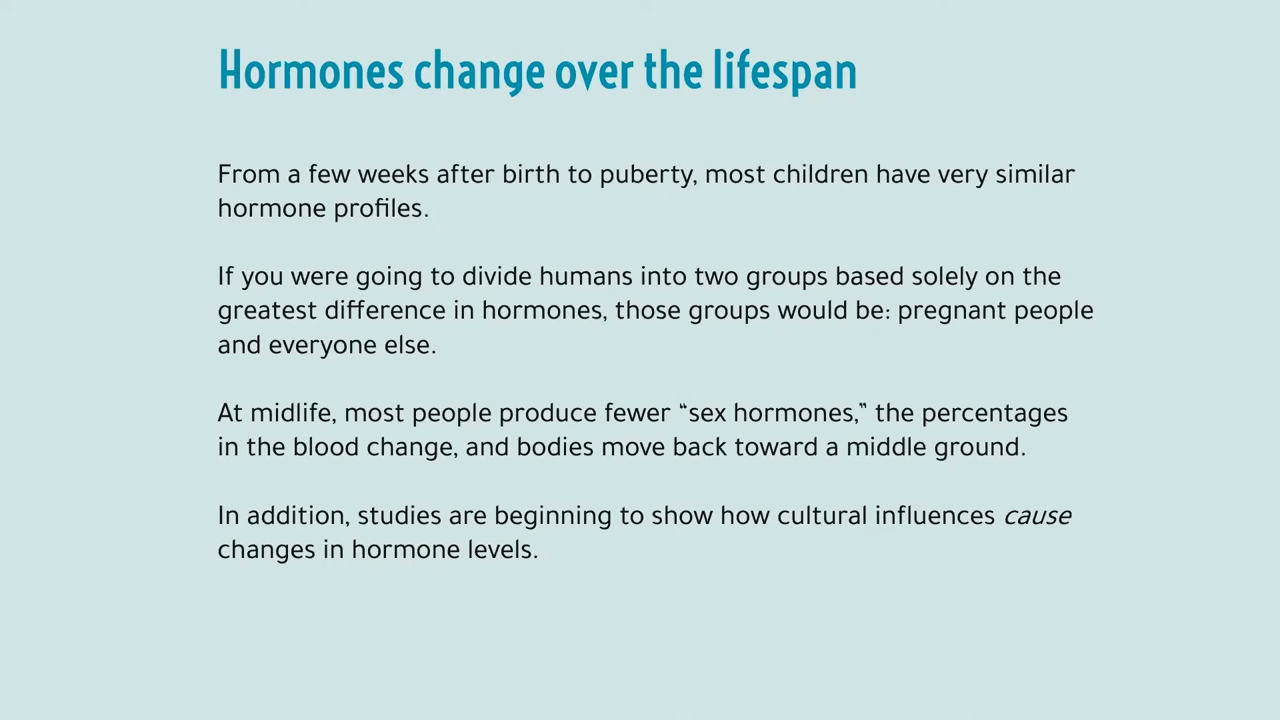 Hormones change over the lifespan
From a few weeks after birth to puberty, most children have very similar
hormone profiles.
If you were going to divide humans into two groups based solely on the
greatest difference in hormones, those groups would be: pregnant people
and everyone else.
At midlife, most people produce fewer “sex hormones,” the percentages
in the blood change, and bodies move back toward a middle ground.
In addition, studies are beginning to show how cultural influences cause
changes in hormone levels.